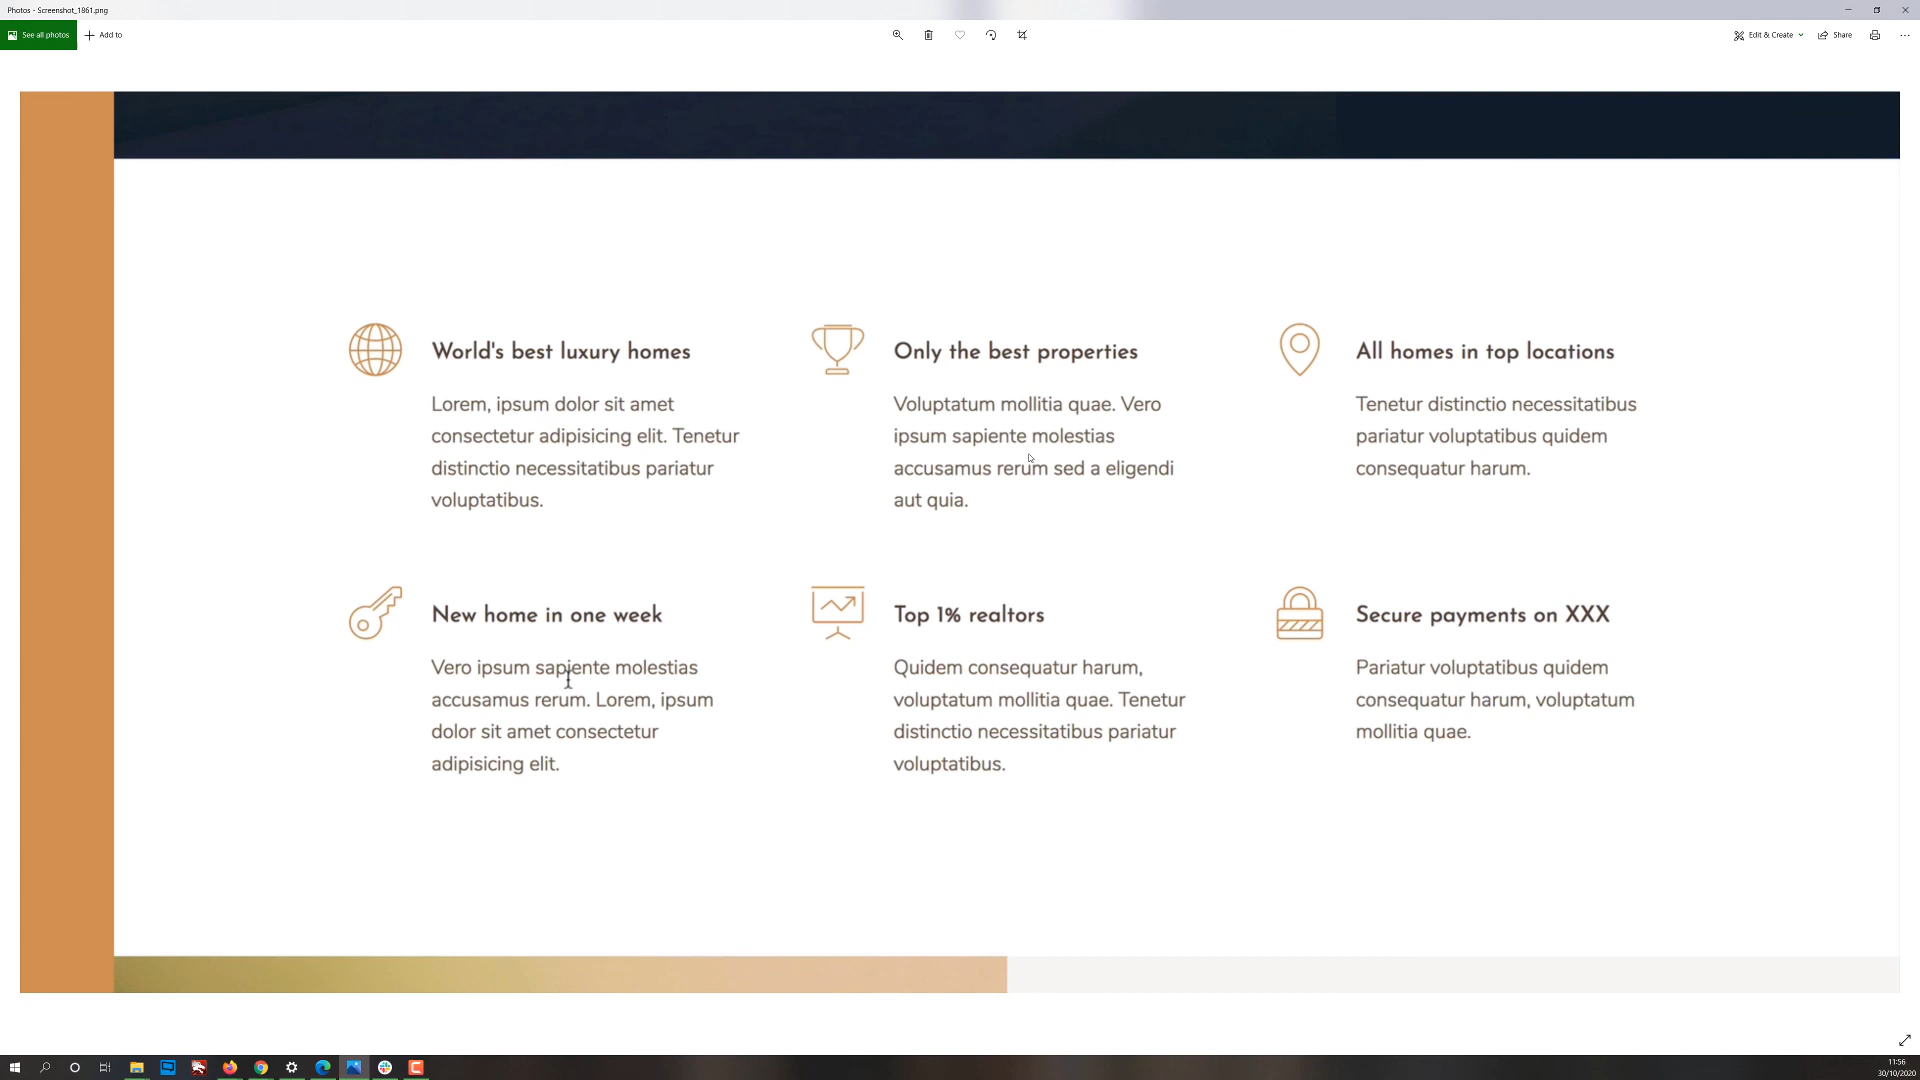 Photos - Screenshot_1861.png
See all photos
Add to
Edit & Create
Share
World's best luxury homes
Lorem, ipsum dolor sit amet
consectetur adipisicing elit. Tenetur
distinctio necessitatibus pariatur
voluptatibus.
Only the best properties
Voluptatum mollitia quae. Vero
ipsum sapiente molestias
accusamus rerum sed a eligendi
aut quia.
All homes in top locations
Tenetur distinctio necessitatibus
pariatur voluptatibus quidem
consequatur harum.
New home in one week
Vero ipsum sapiente molestias
accusamus rerum. Lorem, ipsum
dolor sit amet consectetur
adipisicing elit.
Top 1% realtors
Quidem consequatur harum,
voluptatum mollitia quae. Tenetur
distinctio necessitatibus pariatur
voluptatibus.
Secure payments on XXX
Pariatur voluptatibus quidem
consequatur harum, voluptatum
mollitia quae.
11:56
30/10/2020